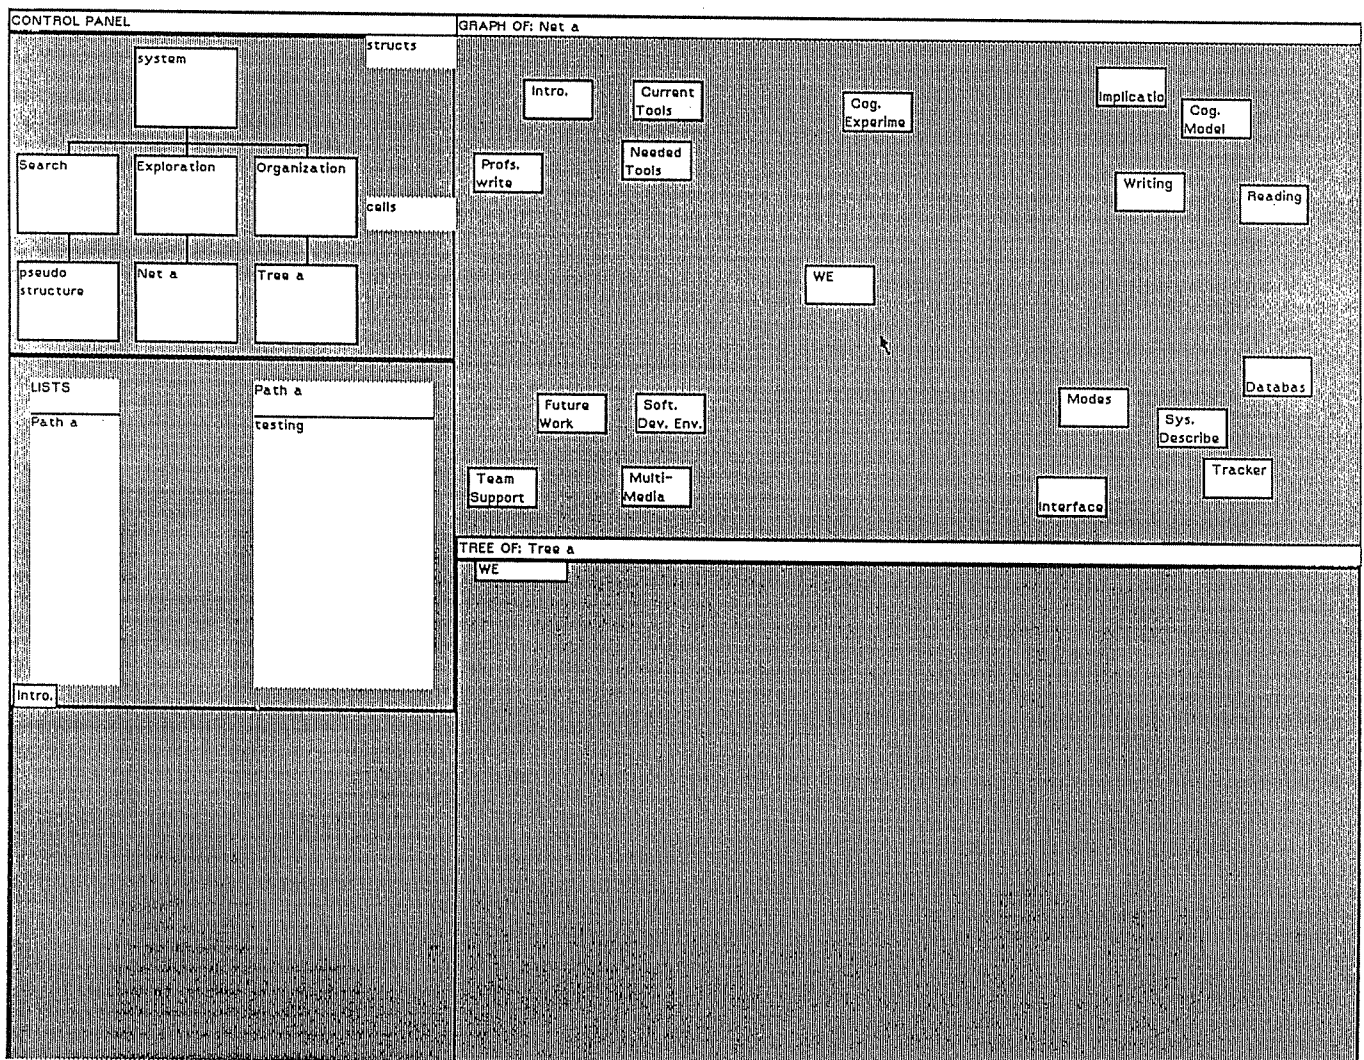 CONTROL PANEL
structs
system
Search
Exploration
Organization
cells
pseudo
structure
Net a
Tree a
LISTS
Path a
Path a
testing
Intro.
GRAPH OF: Net a
Intro.
Current
Tools
Cog.
Experime
Implicatio
Cog.
Model
Profs.
write
Needed
Tools
Writing
Reading
WE
Databas
Future
Work
Soft.
Dev. Env.
Modes
Sys.
Describe
Team
Support
Multi-
Media
Tracker
Interface
TREE OF: Tree a
WE